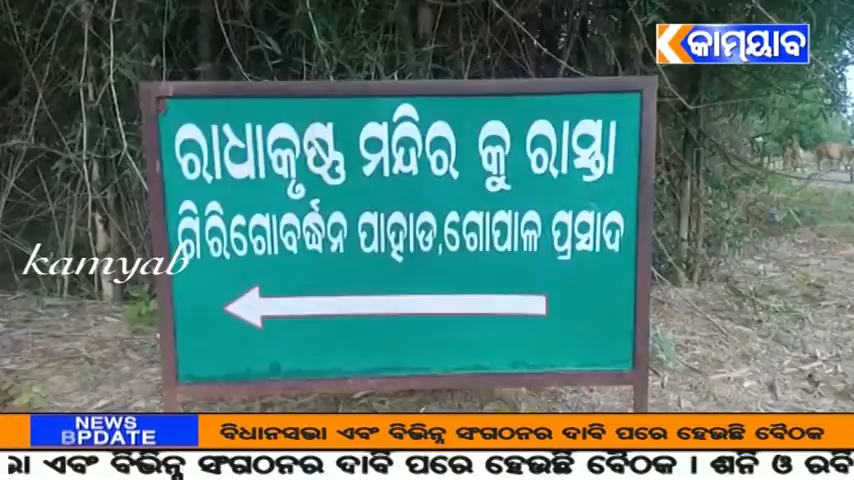 କାମୟାବ
ରାଧାକୃଷ୍ଣ ମନ୍ଦିର କୁ ରାସ୍ତା
ଗିରିଗୋବର୍ଦ୍ଧନ ପାହାଡ,ଗୋପାଳ ପ୍ରସାଦ
kamyab
NEWS
BPDATE
ବିଧାନସଭା ଏବଂ ବିଭିନ୍ନ ସଂଗଠନର ଦାବି ପରେ ହେଉଛି ବୈଠକ
ଏବଂ ବିଭିନ୍ନ ସଂଗଠନର ଦାବି ପରେ ହେଉଛି ବୈଠକ । ଶନି ଓ ରବି